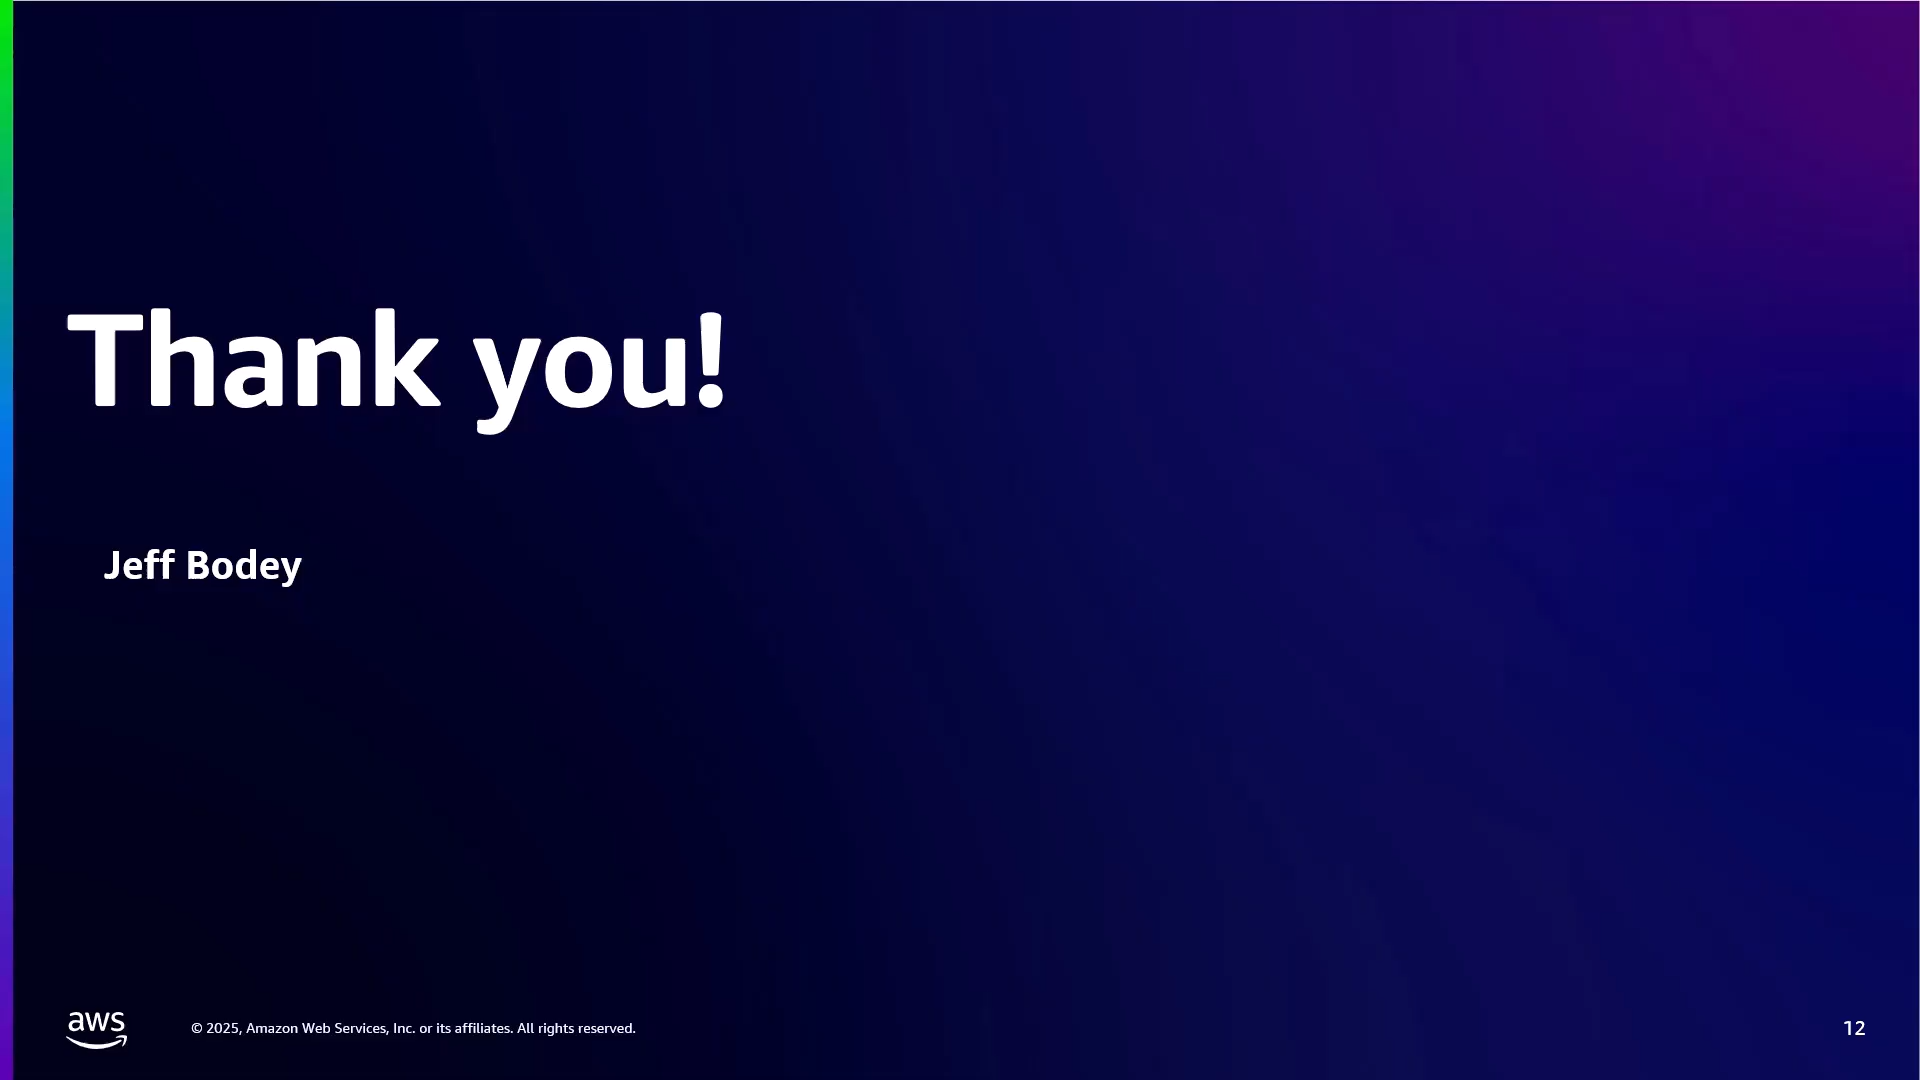 Thank you!
Jeff Bodey
aws
© 2025, Amazon Web Services, Inc. or its affiliates. All rights reserved.
12